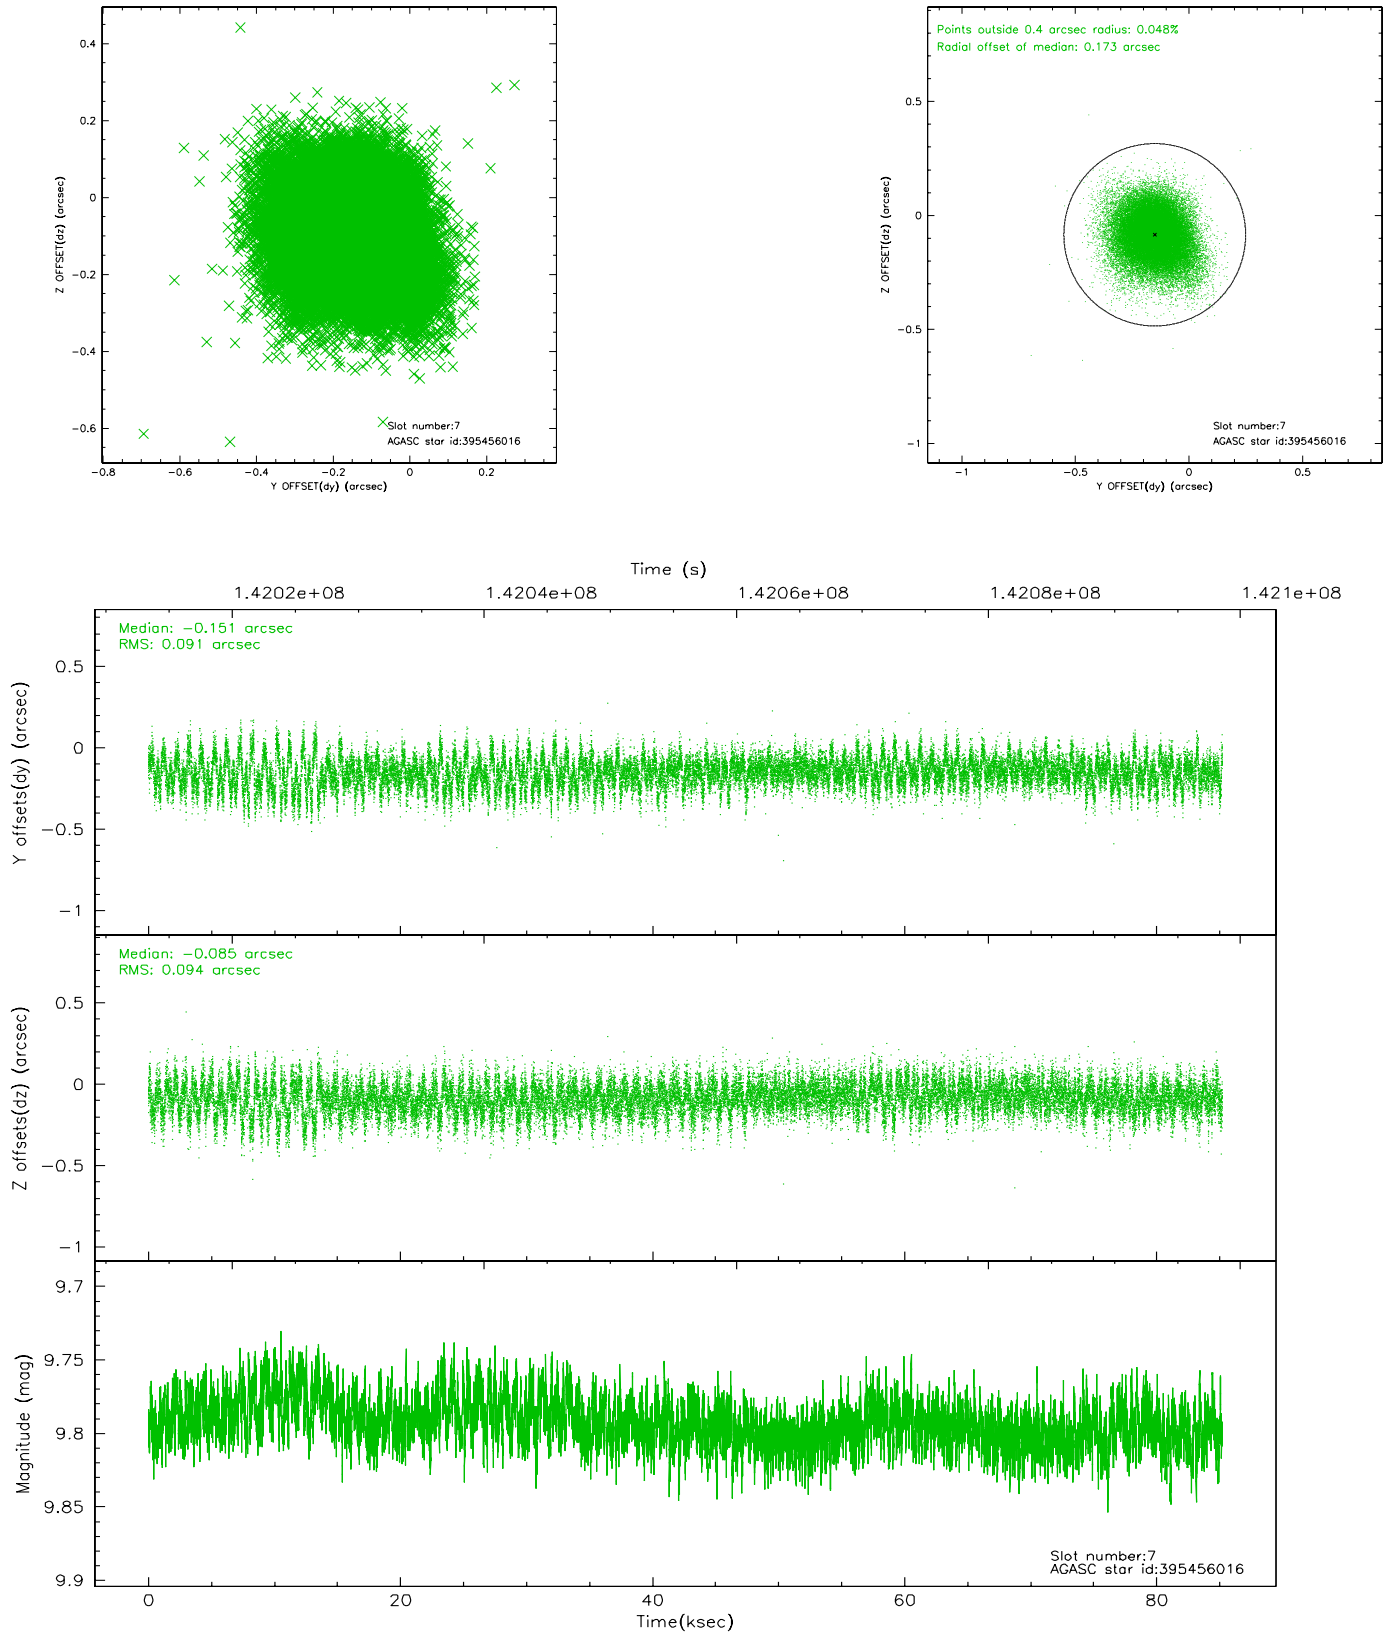 0.4
0.2
0
−0.2
−0.4
−0.6
Z OFFSET(dz) (arcsec)
−0.8
−0.6
−0.4
−0.2
0
0.2
Y OFFSET(dy) (arcsec)
Slot number:7
AGASC star id:395456016
Points outside 0.4 arcsec radius: 0.048%
Radial offset of median: 0.173 arcsec
0.5
0
−0.5
−1
Z OFFSET(dz) (arcsec)
−1
−0.5
0
0.5
Y OFFSET(dy) (arcsec)
Slot number:7
AGASC star id:395456016
Time (s)
1.4202e+08
1.4204e+08
1.4206e+08
1.4208e+08
1.421e+08
Median: −0.151 arcsec
RMS: 0.091 arcsec
0.5
0
−0.5
−1
Y offsets(dy) (arcsec)
Median: −0.085 arcsec
RMS: 0.094 arcsec
0.5
0
−0.5
−1
Z offsets(dz) (arcsec)
9.7
9.75
9.8
9.85
9.9
Magnitude (mag)
Slot number:7
AGASC star id:395456016
0
20
40
60
80
Time(ksec)